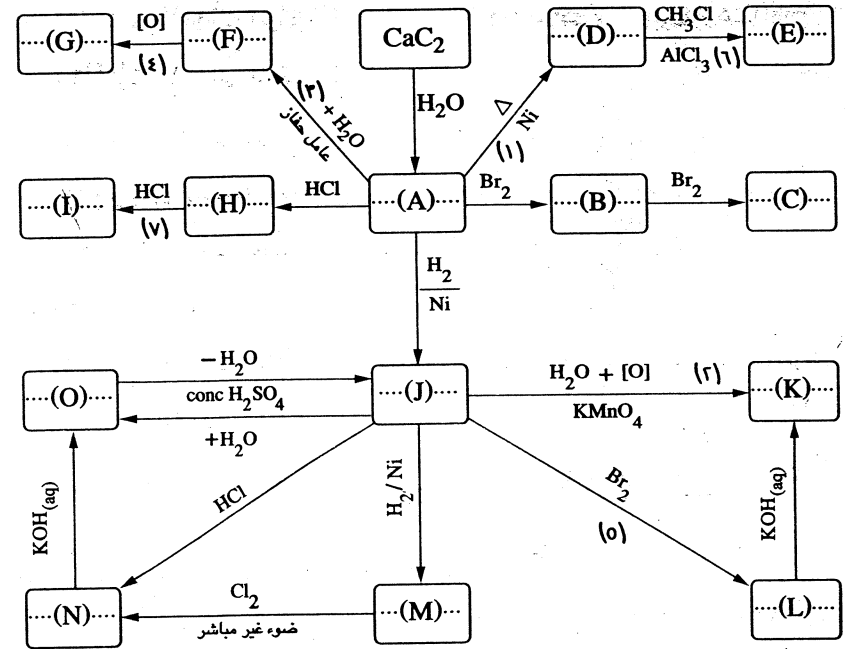 .....(G).....
[O]
(٤)
.....(F).....
CaC₂
.....(D).....
CH₃Cl
AlCl₃ (٦)
.....(E).....
(٣) + H₂O
عامل حفاز
H₂O
Δ
Ni
(١)
.....(I).....
HCl
(٧)
.....(H).....
HCl
.....(A).....
Br₂
.....(B).....
Br₂
.....(C).....
H₂
Ni
.....(O).....
– H₂O
conc H₂SO₄
+H₂O
.....(J).....
H₂O + [O] (٢)
KMnO₄
.....(K).....
KOH(aq)
HCl
H₂/Ni
Br₂
(٥)
KOH(aq)
.....(N).....
Cl₂
ضوء غير مباشر
.....(M).....
.....(L).....